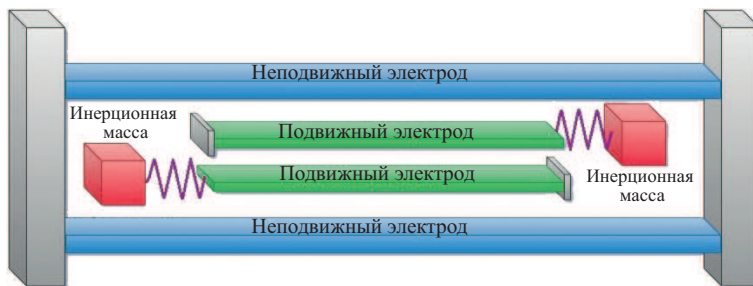 Неподвижный электрод
Инерционная
масса
Подвижный электрод
Подвижный электрод
Инерционная
масса
Неподвижный электрод